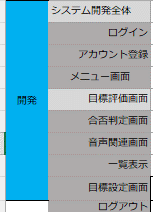 システム開発全体
ログイン
アカウント登録
メニュー画面
開発
目標評価画面
合否判定画面
音声関連画面
一覧表示
目標設定画面
ログアウト